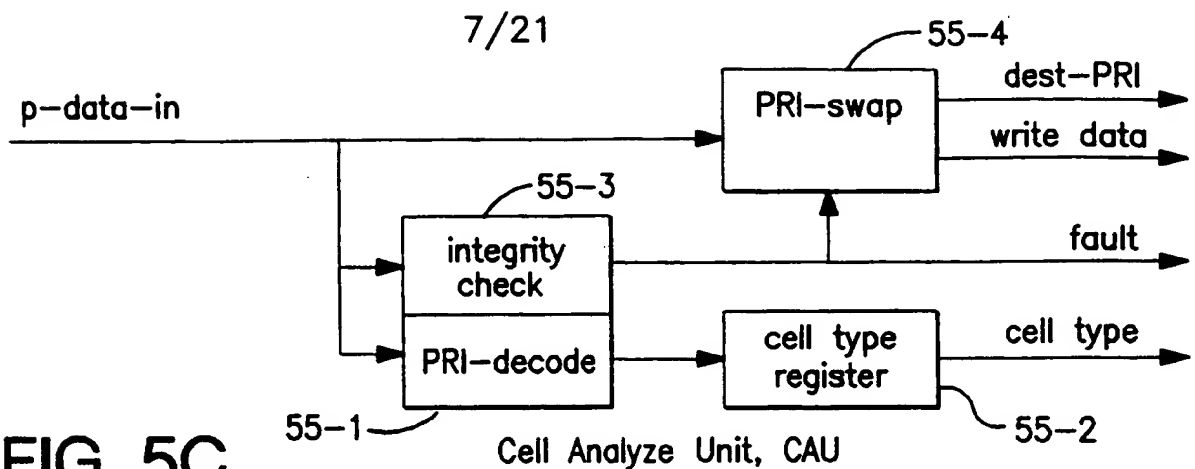 7/21
55-4
p-data-in
PRI-swap
dest-PRI
write data
55-3
integrity
check
fault
PRI-decode
cell type
register
cell type
55-1
55-2
FIG. 5C
Cell Analyze Unit, CAU